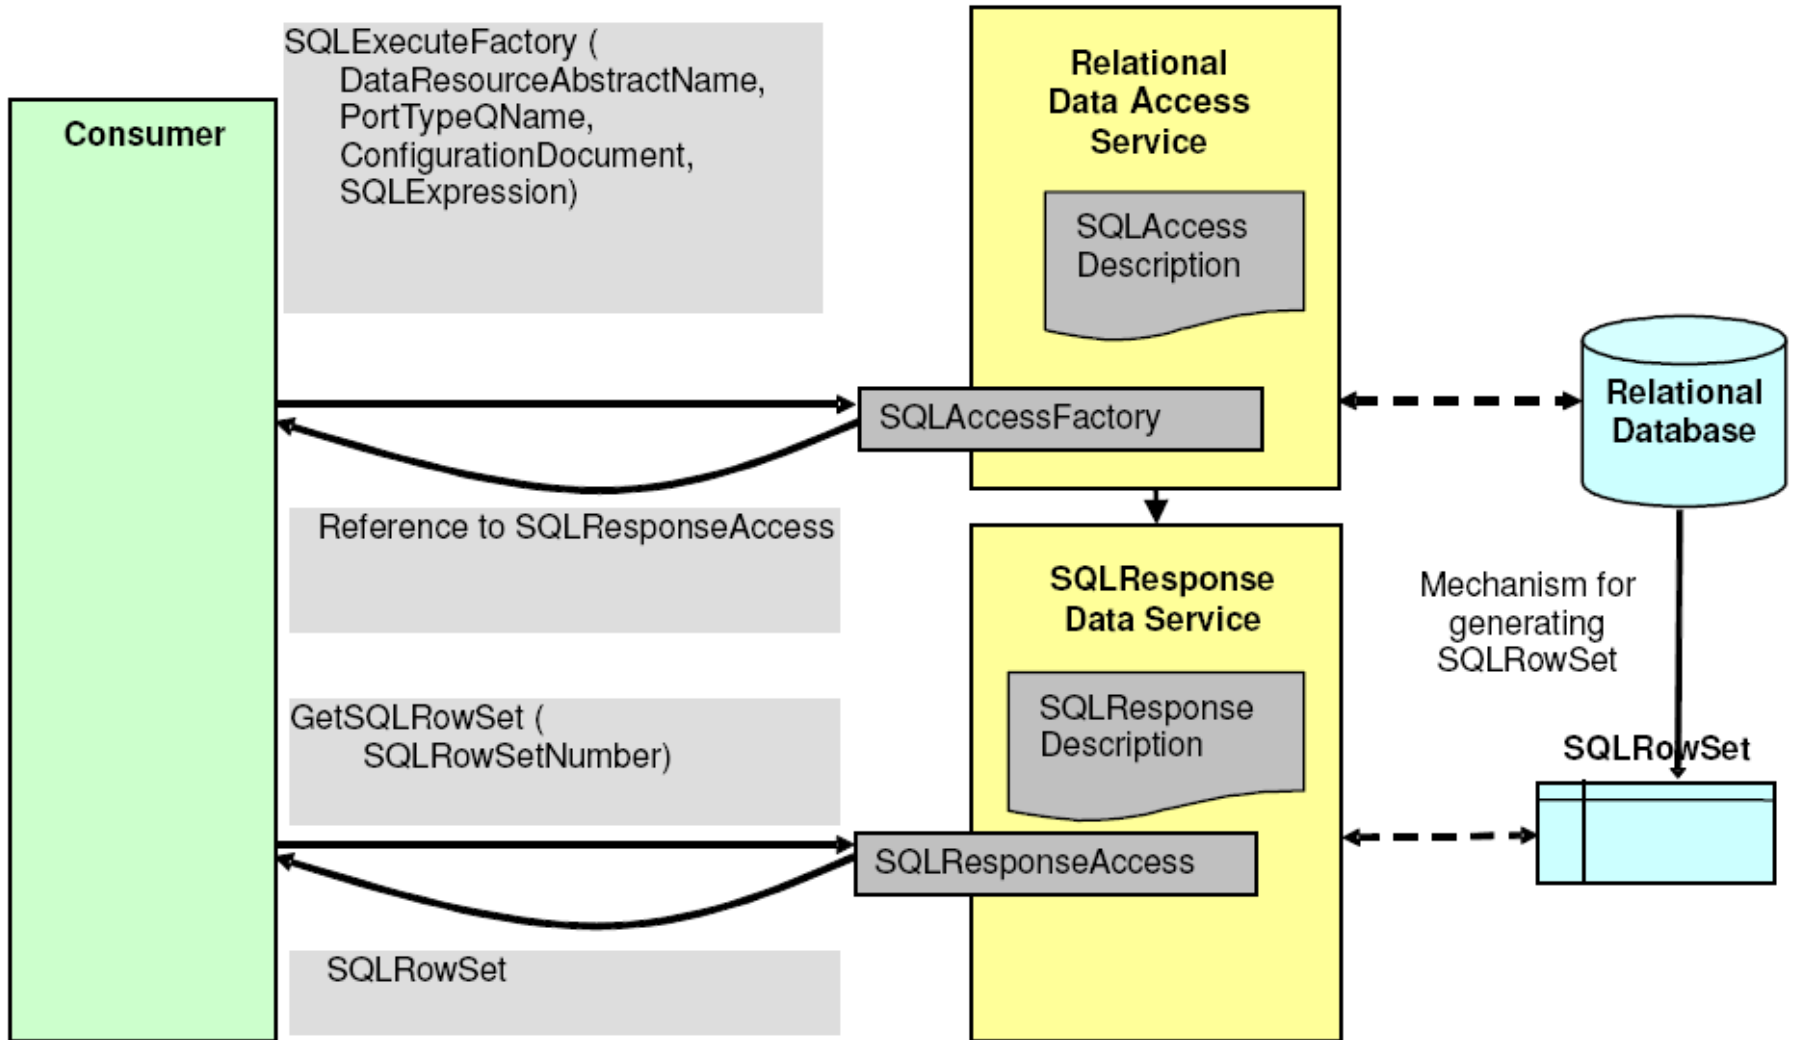 SQLExecuteFactory (
DataResourceAbstractName,
PortTypeQName,
ConfigurationDocument,
SQLExpression)
Consumer
Relational
Data Access
Service
SQLAccess
Description
SQLAccessFactory
Relational
Database
Reference to SQLResponseAccess
SQLResponse
Data Service
Mechanism for
generating
SQLRowSet
GetSQLRowSet (
SQLRowSetNumber)
SQLResponse
Description
SQLRowSet
SQLResponseAccess
SQLRowSet